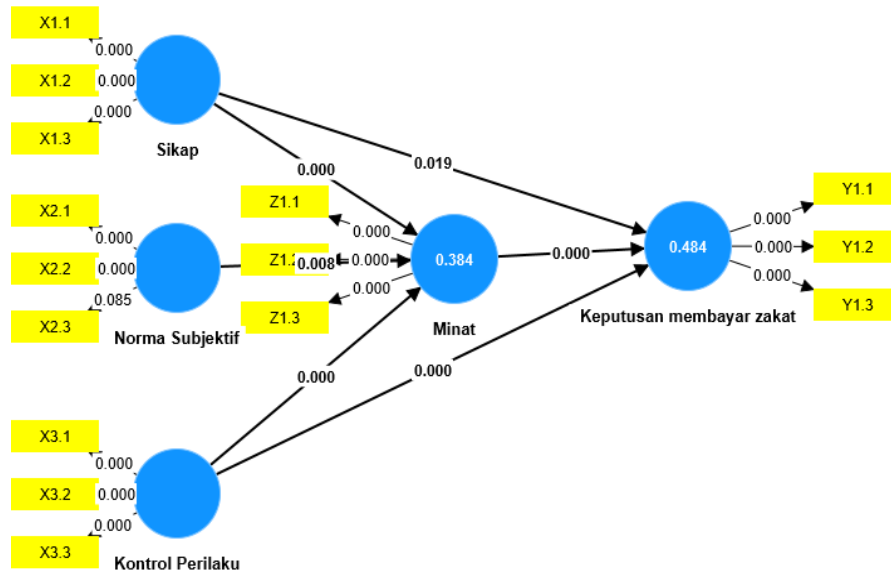 X1.1
0.000
X1.2
0.000
0.000
X1.3
Sikap
0.019
0.000
X2.1
0.000
X2.2
0.000
0.085
X2.3
Norma Subjektif
Z1.1
0.000
Z1.2
0.008
0.000
0.000
Z1.3
0.384
Minat
0.000
0.484
Keputusan membayar zakat
Y1.1
0.000
0.000
Y1.2
0.000
Y1.3
0.000
0.000
X3.1
0.000
X3.2
0.000
0.000
X3.3
Kontrol Perilaku